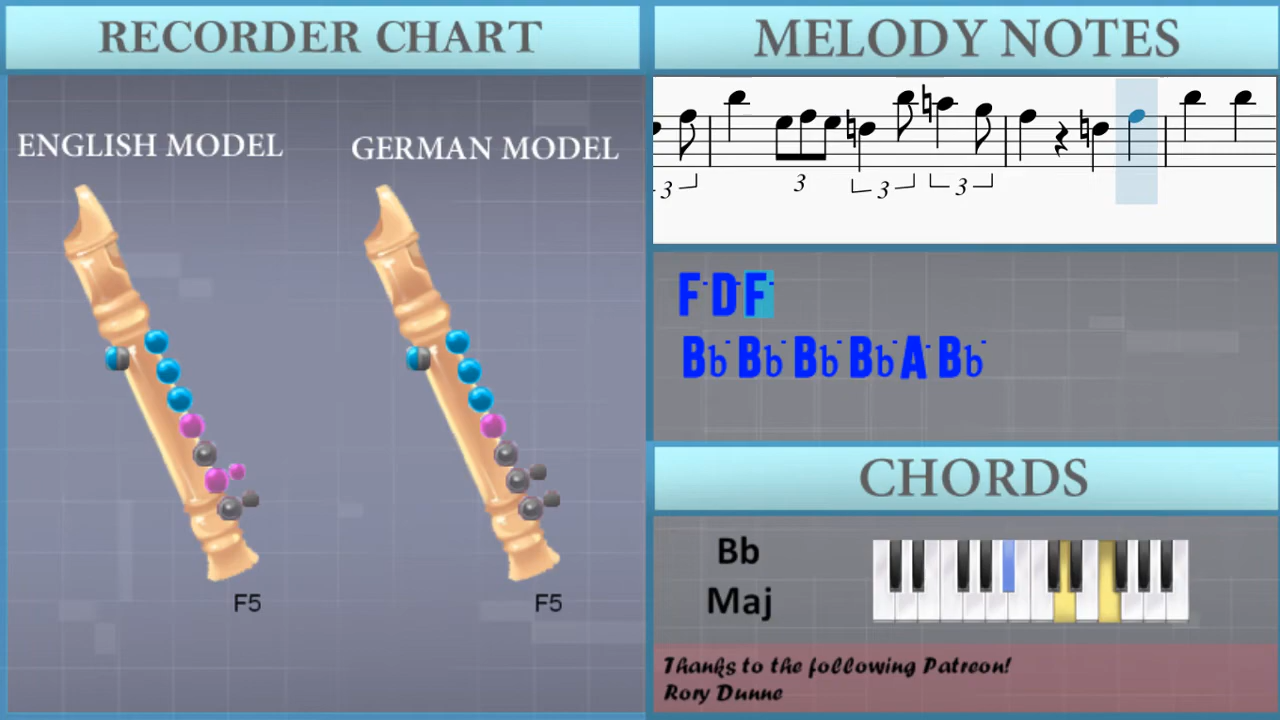 RECORDER CHART
ENGLISH MODEL
GERMAN MODEL
F5
F5
MELODY NOTES
3
3
3
3
F- D- F-
Bb- Bb- Bb- Bb- A- Bb-
CHORDS
Bb
Maj
Thanks to the following Patreon!
Rory Dunne